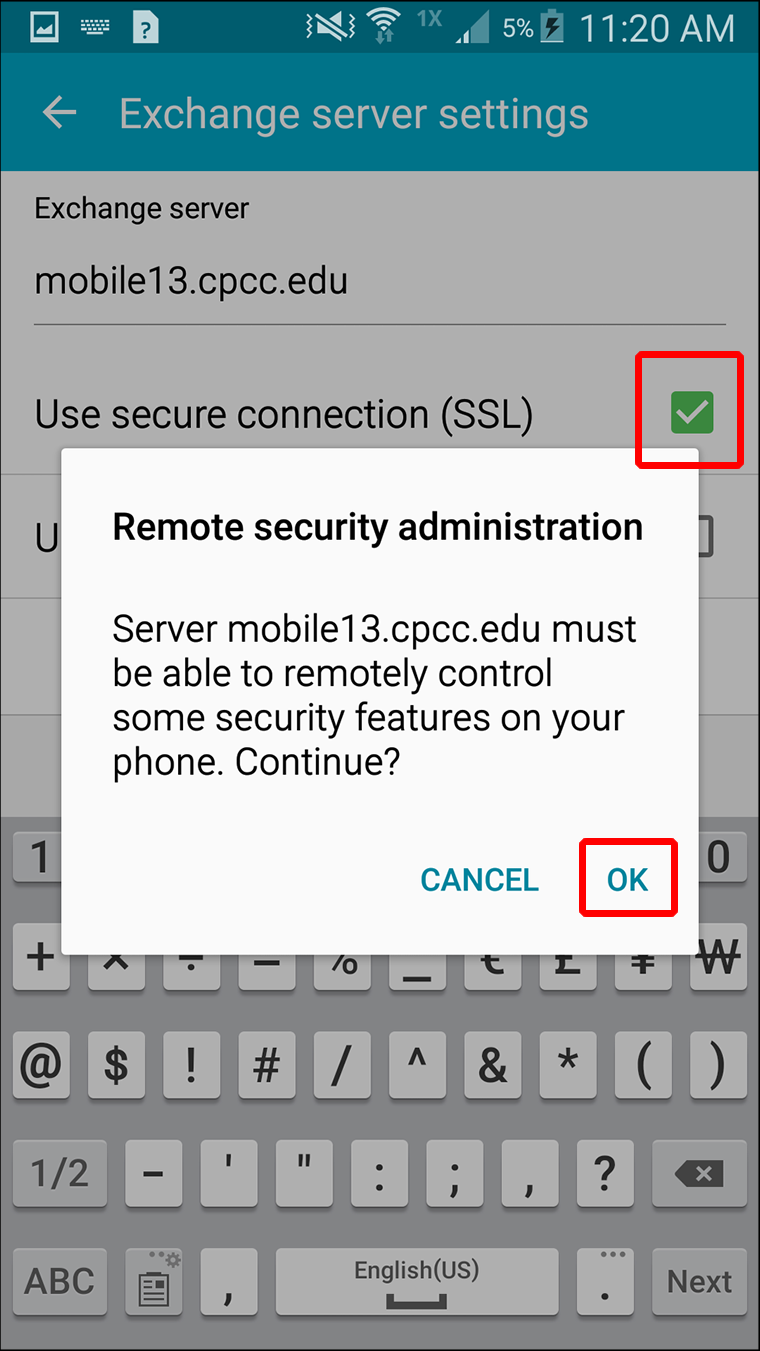 1X 5% 11:20 AM
Exchange server settings
Exchange server
mobile13.cpcc.edu
Use secure connection (SSL)
U
Remote security administration
Server mobile13.cpcc.edu must
be able to remotely control
some security features on your
phone. Continue?
CANCEL OK
1 0
+ × ÷ − % _ € £ ¥ ₩
@ $ ! # / ^ & * ( )
1/2 - ' " : ; , ?
ABC , English(US) . Next